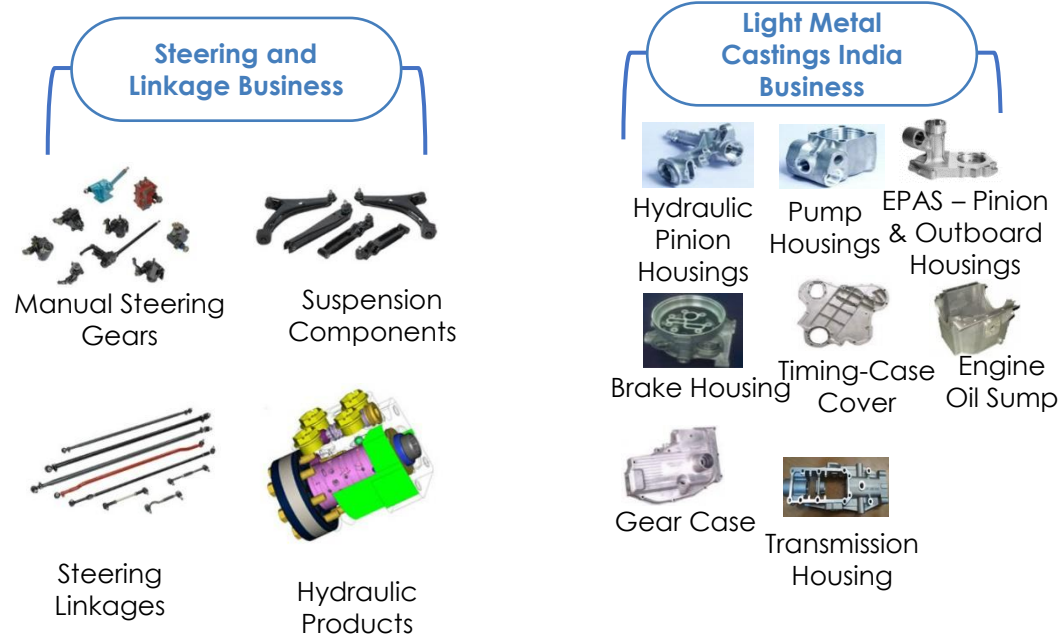 Steering and
Linkage Business
Manual Steering
Gears
Suspension
Components
Steering
Linkages
Hydraulic
Products
Light Metal
Castings India
Business
Hydraulic
Pinion
Housings
Pump
Housings
EPAS – Pinion
& Outboard
Housings
Brake Housing
Timing-Case
Cover
Engine
Oil Sump
Gear Case
Transmission
Housing